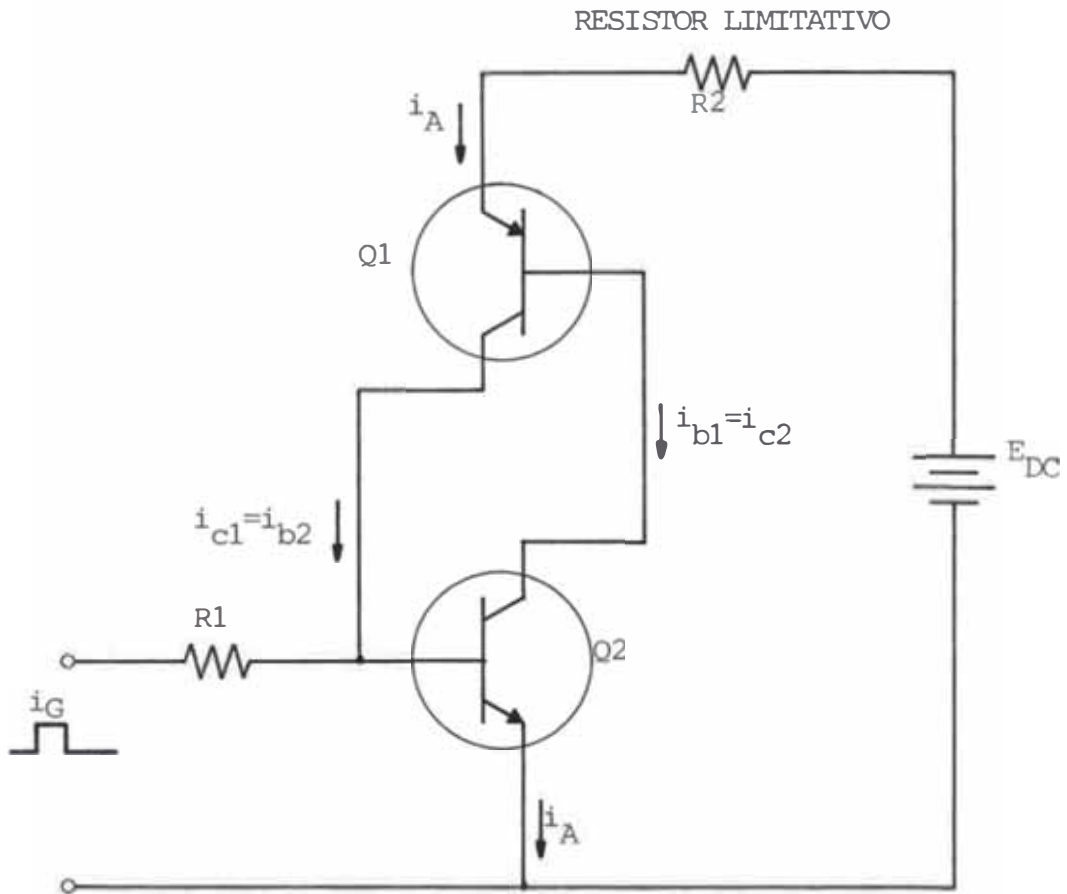 RESISTOR LIMITATIVO
R2
i_A
Q1
i_b1=i_c2
E_DC
i_c1=i_b2
R1
Q2
i_G
i_A